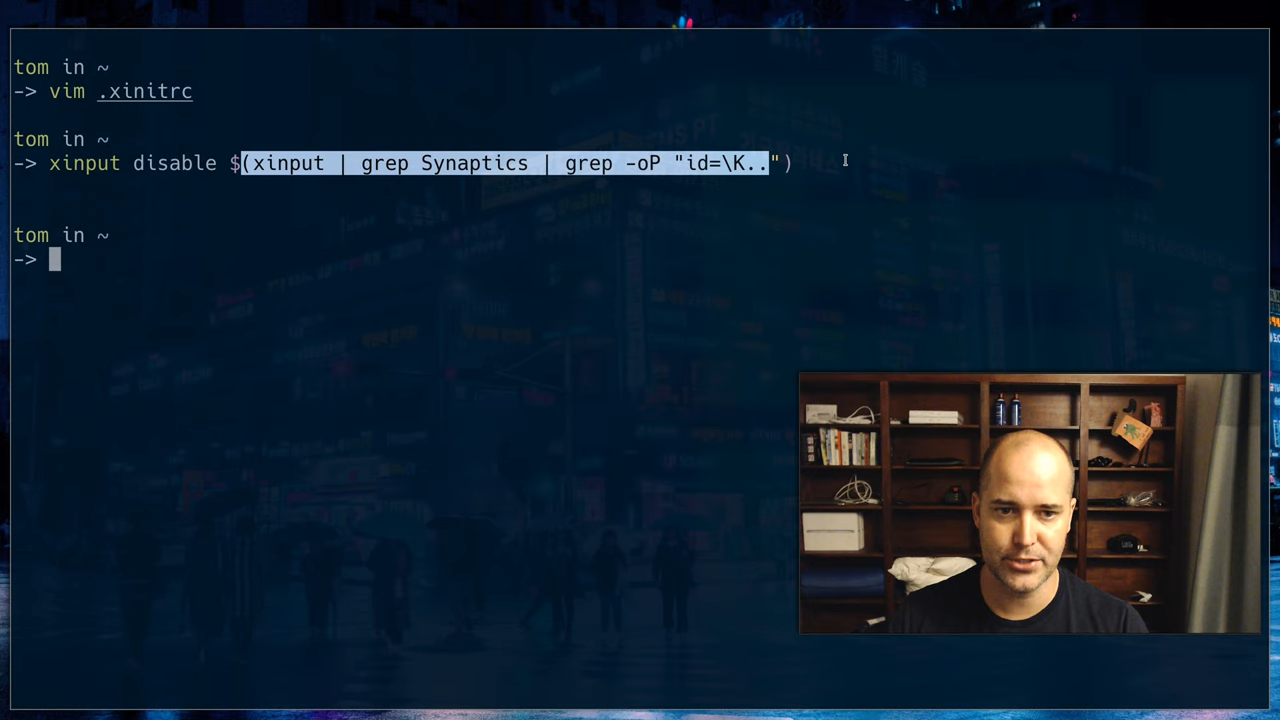 tom in ~
-> vim .xinitrc
tom in ~
-> xinput disable $(xinput | grep Synaptics | grep -oP "id=\K..")
tom in ~
->